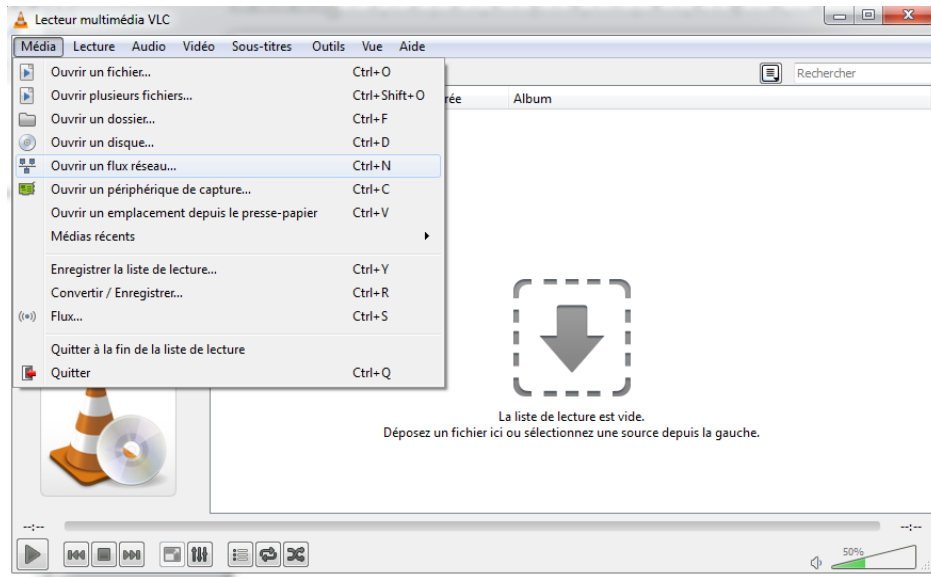 Lecteur multimédia VLC
Média Lecture Audio Vidéo Sous-titres Outils Vue Aide
Rechercher
Ouvrir un fichier... Ctrl+O
Ouvrir plusieurs fichiers... Ctrl+Shift+O
rée Album
Ouvrir un dossier... Ctrl+F
Ouvrir un disque... Ctrl+D
Ouvrir un flux réseau... Ctrl+N
Ouvrir un périphérique de capture... Ctrl+C
Ouvrir un emplacement depuis le presse-papier Ctrl+V
Médias récents
Enregistrer la liste de lecture... Ctrl+Y
Convertir / Enregistrer... Ctrl+R
Flux... Ctrl+S
Quitter à la fin de la liste de lecture
Quitter Ctrl+Q
La liste de lecture est vide.
Déposez un fichier ici ou sélectionnez une source depuis la gauche.
--:-- --:--
50%